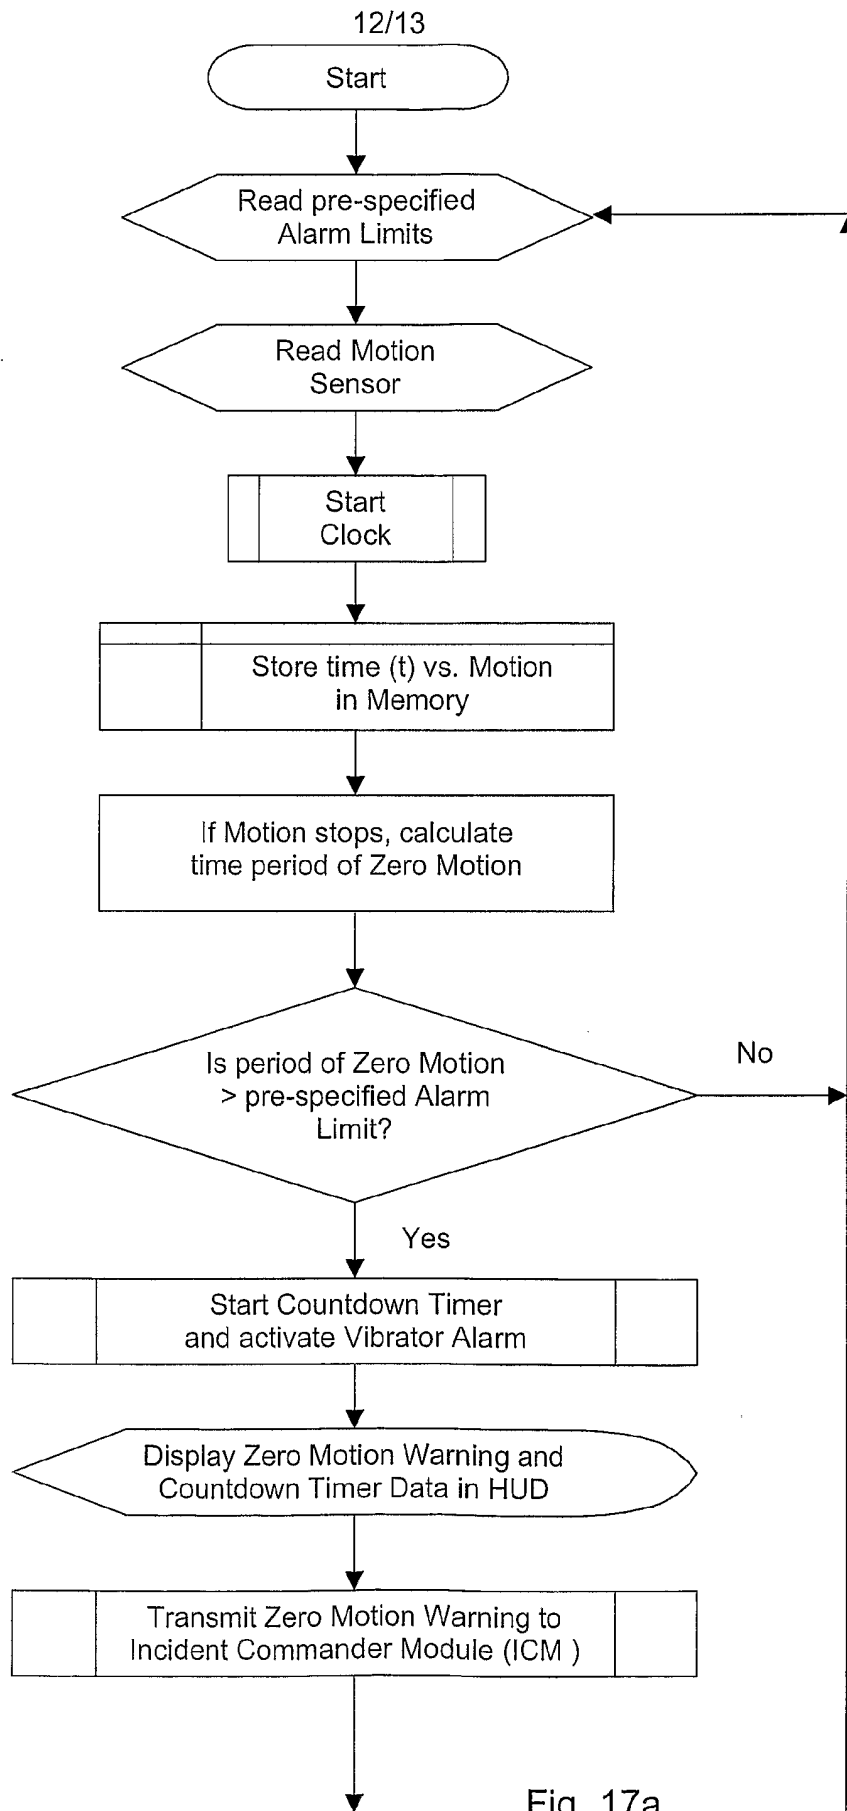 12/13
Start
Read pre-specified
Alarm Limits
Read Motion
Sensor
Start
Clock
Store time (t) vs. Motion
in Memory
If Motion stops, calculate
time period of Zero Motion
Is period of Zero Motion
> pre-specified Alarm
Limit?
No
Yes
Start Countdown Timer
and activate Vibrator Alarm
Display Zero Motion Warning and
Countdown Timer Data in HUD
Transmit Zero Motion Warning to
Incident Commander Module (ICM )
Fig. 17a